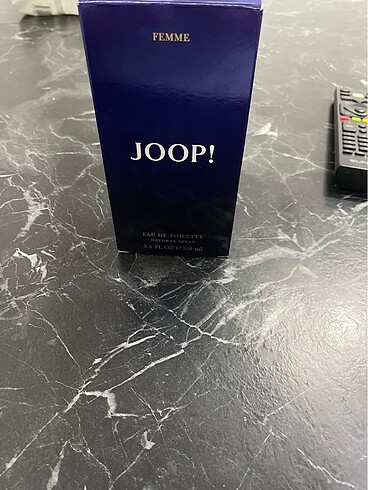 FEMME
JOOP!
EAU DE TOILETTE
NATURAL SPRAY
3.4 FL.OZ ℮ 100 ml